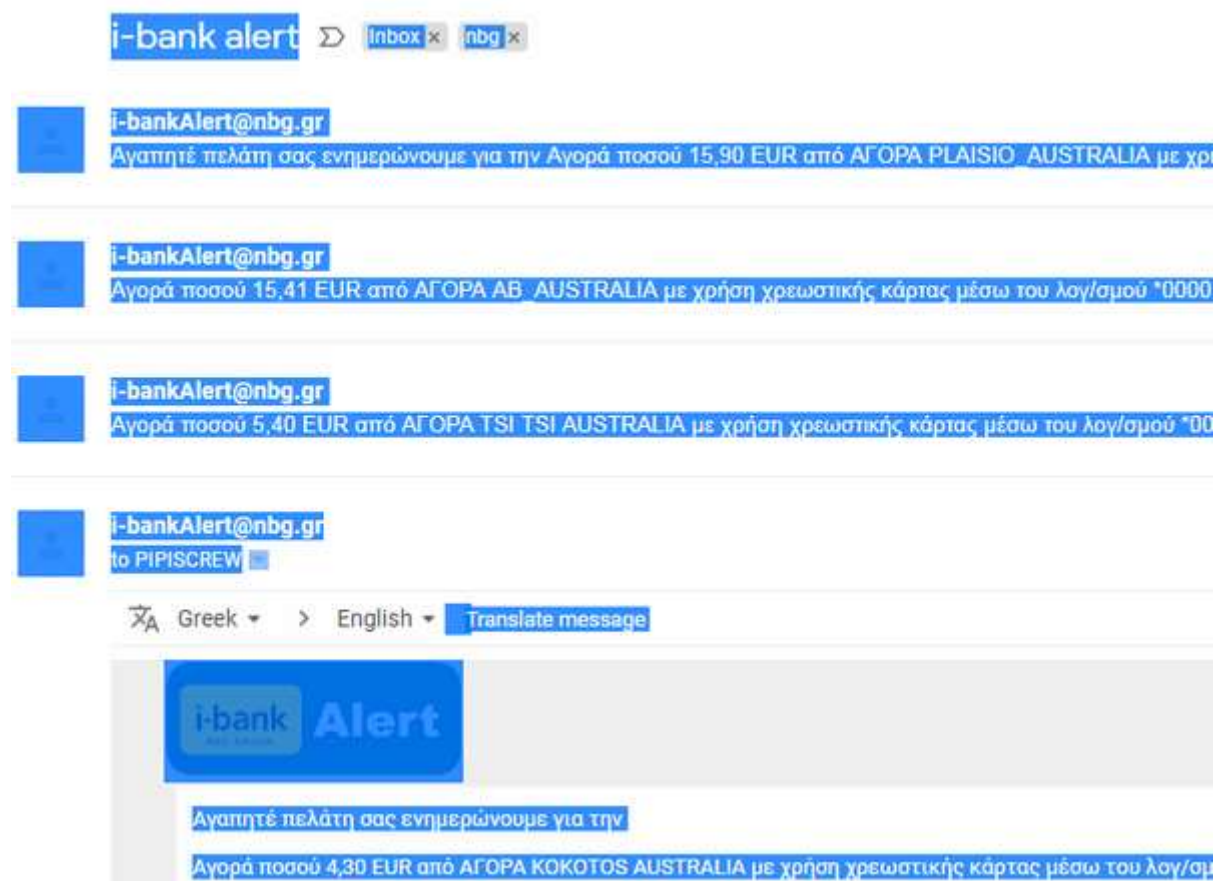 i-bank alert Inbox × nbg ×
i-bankAlert@nbg.gr
Αγαπητέ πελάτη σας ενημερώνουμε για την Αγορά ποσού 15,90 EUR από ΑΓΟΡΑ PLAISIO_AUSTRALIA με
i-bankAlert@nbg.gr
Αγορά ποσού 15,41 EUR από ΑΓΟΡΑ AB_AUSTRALIA με χρήση χρεωστικής κάρτας μέσω του λογ/σμού *0000
i-bankAlert@nbg.gr
Αγορά ποσού 5,40 EUR από ΑΓΟΡΑ TSI TSI AUSTRALIA με χρήση χρεωστικής κάρτας μέσω του λογ/σμού *00
i-bankAlert@nbg.gr
to PIPISCREW
Greek > English Translate message
i-bank Alert
Αγαπητέ πελάτη σας ενημερώνουμε για την
Αγορά ποσού 4,30 EUR από ΑΓΟΡΑ KOKOTOS AUSTRALIA με χρήση χρεωστικής κάρτας μέσω του